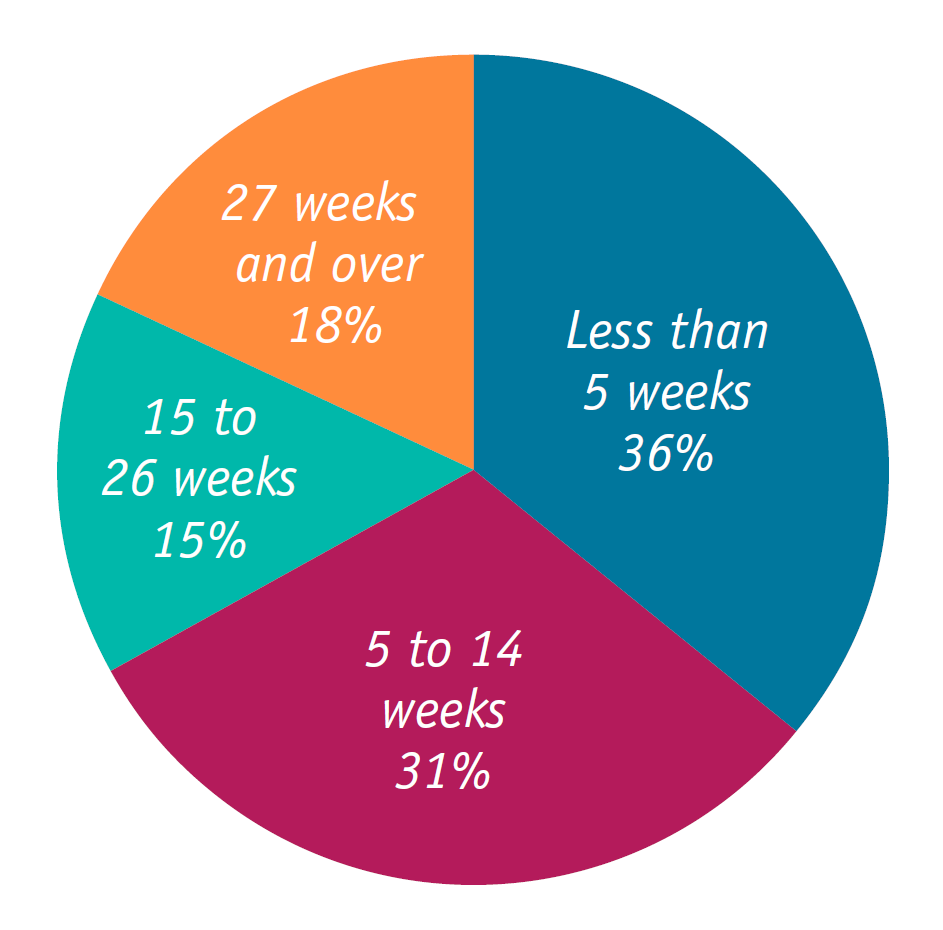 27 weeks
and over
18%
Less than
5 weeks
36%
15 to
26 weeks
15%
5 to 14
weeks
31%